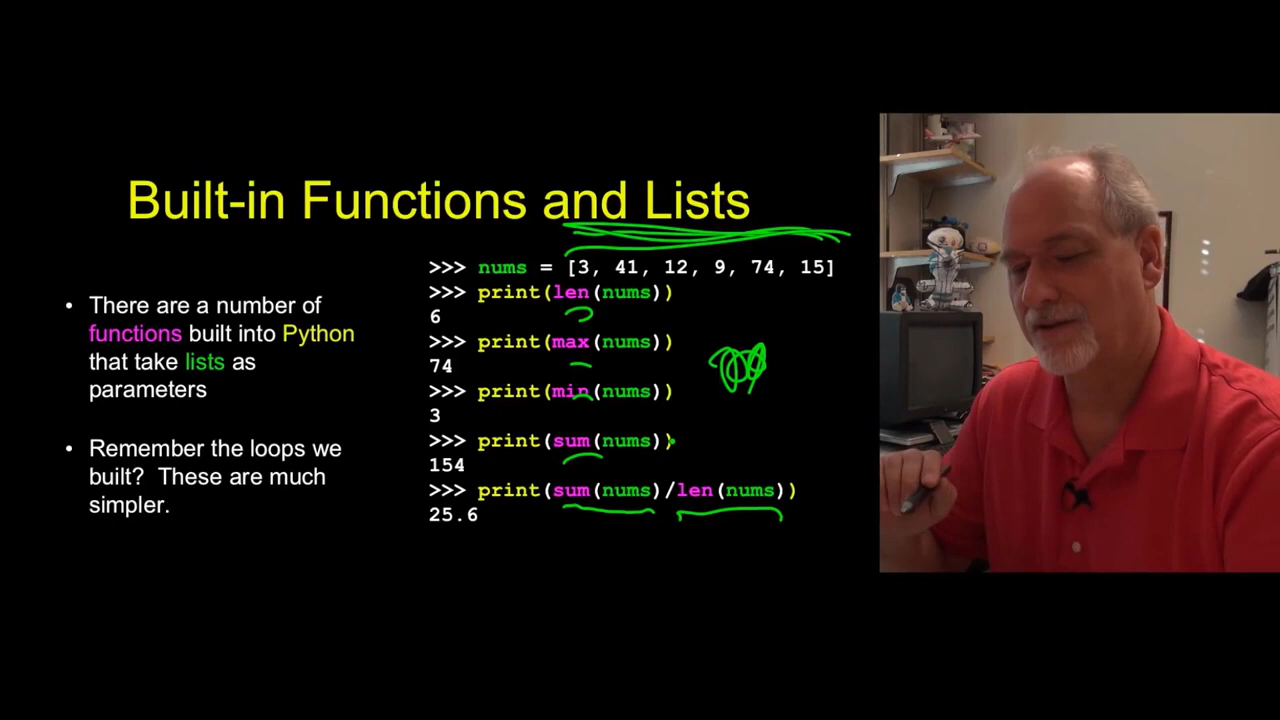 Built-in Functions and Lists
• There are a number of
functions built into Python
that take lists as
parameters
• Remember the loops we
built? These are much
simpler.
>>> nums = [3, 41, 12, 9, 74, 15]
>>> print(len(nums))
6
>>> print(max(nums))
74
>>> print(min(nums))
3
>>> print(sum(nums))
154
>>> print(sum(nums)/len(nums))
25.6